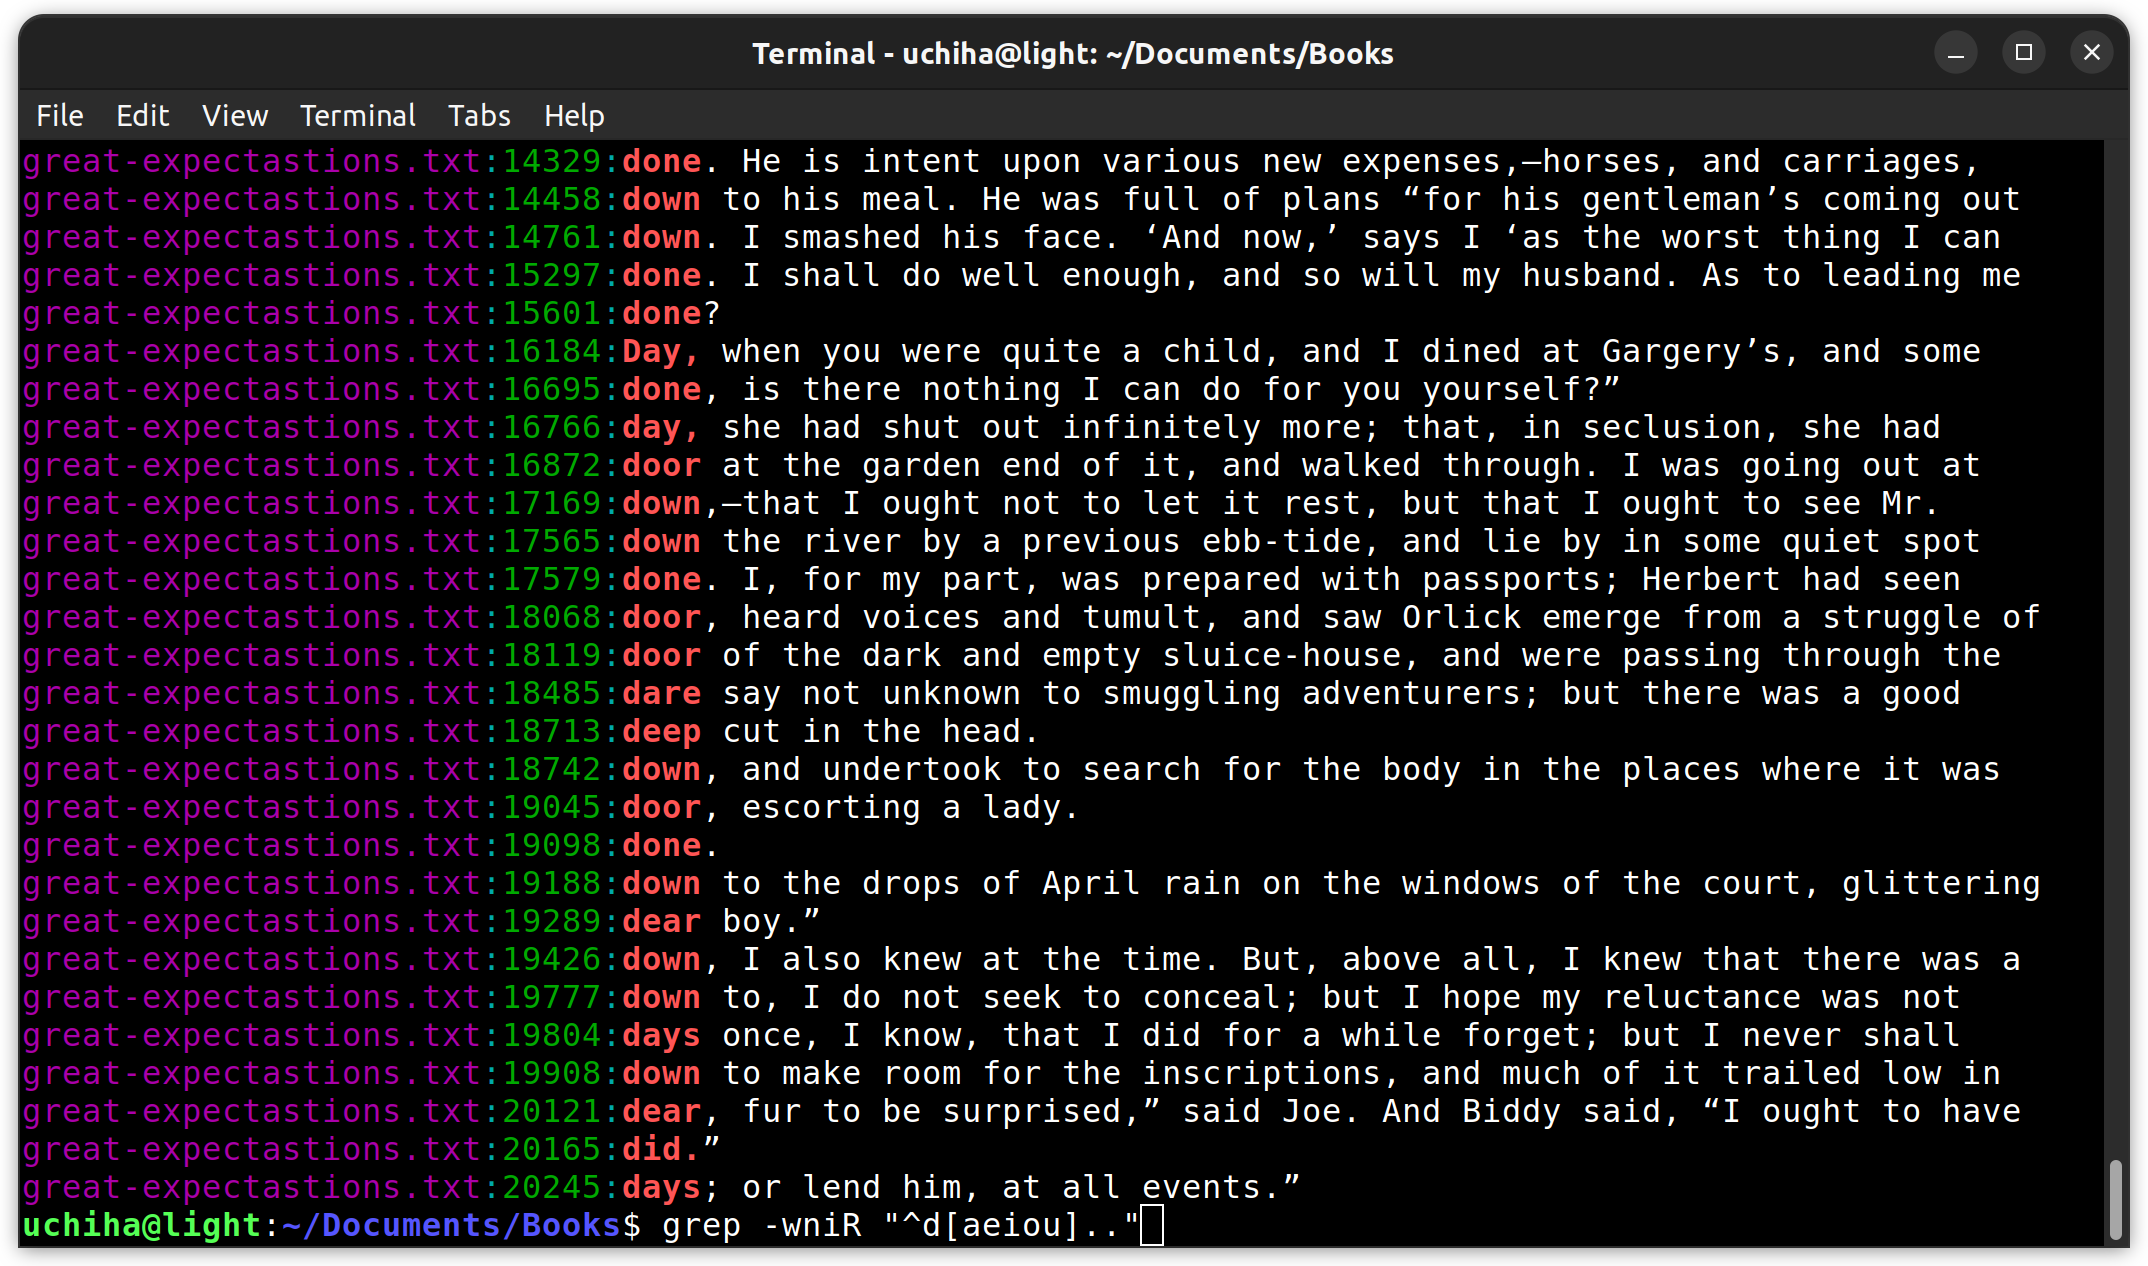 Terminal - uchiha@light: ~/Documents/Books
File Edit View Terminal Tabs Help
great-expectastions.txt:14329:done. He is intent upon various new expenses,—horses, and carriages,
great-expectastions.txt:14458:down to his meal. He was full of plans “for his gentleman’s coming out
great-expectastions.txt:14761:down. I smashed his face. ‘And now,’ says I ‘as the worst thing I can
great-expectastions.txt:15297:done. I shall do well enough, and so will my husband. As to leading me
great-expectastions.txt:15601:done?
great-expectastions.txt:16184:Day, when you were quite a child, and I dined at Gargery’s, and some
great-expectastions.txt:16695:done, is there nothing I can do for you yourself?”
great-expectastions.txt:16766:day, she had shut out infinitely more; that, in seclusion, she had
great-expectastions.txt:16872:door at the garden end of it, and walked through. I was going out at
great-expectastions.txt:17169:down,—that I ought not to let it rest, but that I ought to see Mr.
great-expectastions.txt:17565:down the river by a previous ebb-tide, and lie by in some quiet spot
great-expectastions.txt:17579:done. I, for my part, was prepared with passports; Herbert had seen
great-expectastions.txt:18068:door, heard voices and tumult, and saw Orlick emerge from a struggle of
great-expectastions.txt:18119:door of the dark and empty sluice-house, and were passing through the
great-expectastions.txt:18485:dare say not unknown to smuggling adventurers; but there was a good
great-expectastions.txt:18713:deep cut in the head.
great-expectastions.txt:18742:down, and undertook to search for the body in the places where it was
great-expectastions.txt:19045:door, escorting a lady.
great-expectastions.txt:19098:done.
great-expectastions.txt:19188:down to the drops of April rain on the windows of the court, glittering
great-expectastions.txt:19289:dear boy.”
great-expectastions.txt:19426:down, I also knew at the time. But, above all, I knew that there was a
great-expectastions.txt:19777:down to, I do not seek to conceal; but I hope my reluctance was not
great-expectastions.txt:19804:days once, I know, that I did for a while forget; but I never shall
great-expectastions.txt:19908:down to make room for the inscriptions, and much of it trailed low in
great-expectastions.txt:20121:dear, fur to be surprised,” said Joe. And Biddy said, “I ought to have
great-expectastions.txt:20165:did.”
great-expectastions.txt:20245:days; or lend him, at all events.”
uchiha@light:~/Documents/Books$ grep -wniR "^d[aeiou].."